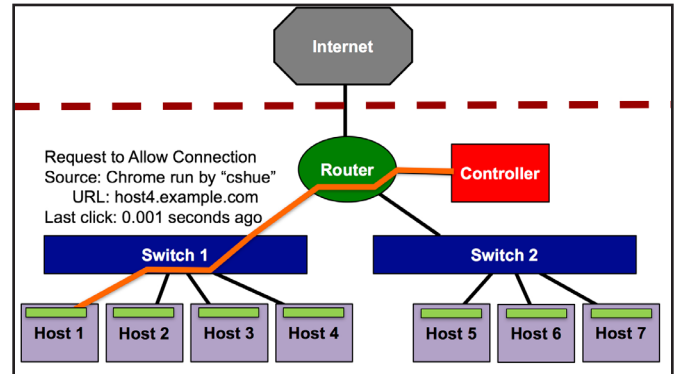 Internet
Request to Allow Connection
Source: Chrome run by “cshue”
URL: host4.example.com
Last click: 0.001 seconds ago
Router
Controller
Switch 1
Switch 2
Host 1
Host 2
Host 3
Host 4
Host 5
Host 6
Host 7